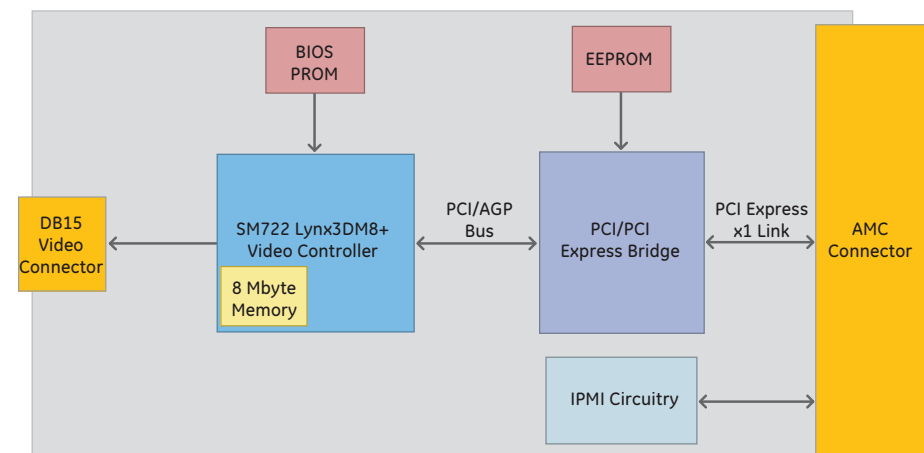 BIOS
PROM
EEPROM
DB15
Video
Connector
SM722 Lynx3DM8+
Video Controller
8 Mbyte
Memory
PCI/AGP
Bus
PCI/PCI
Express Bridge
PCI Express
x1 Link
AMC
Connector
IPMI Circuitry